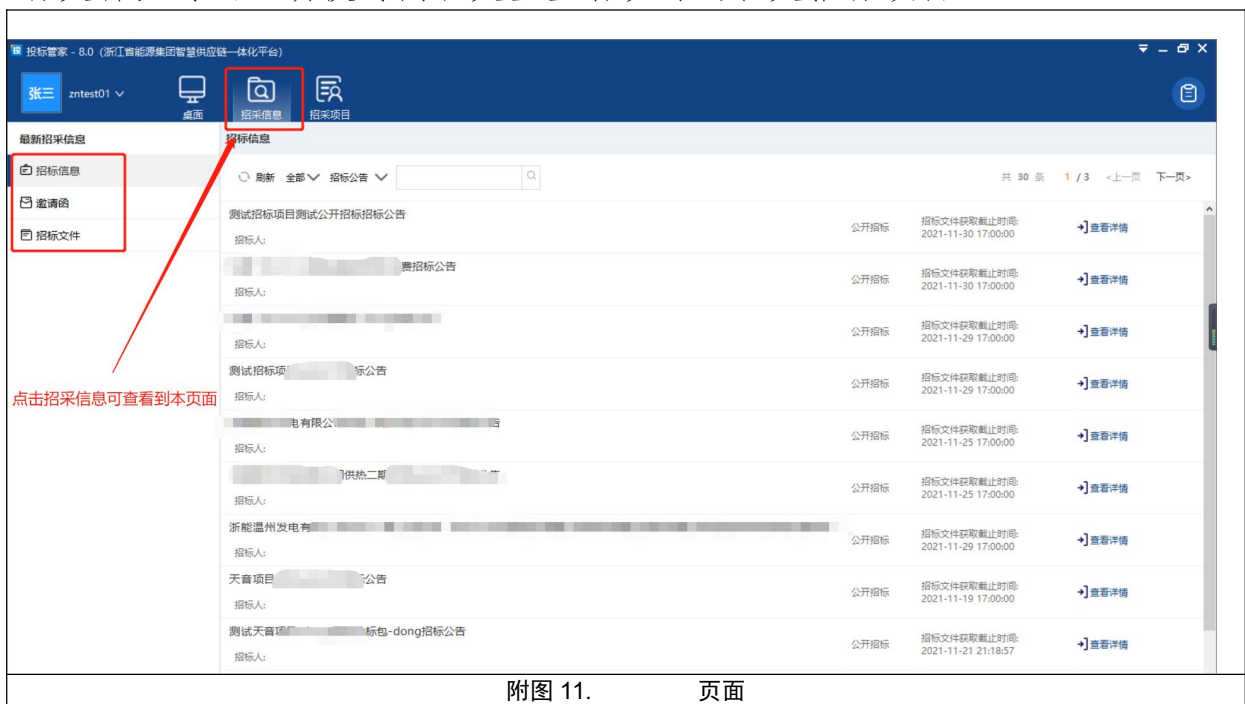 投标管家 - 8.0（浙江省能源集团智慧供应链一体化平台）
张三 zntest01
桌面 招采信息 招采项目
最新招采信息
招标信息
邀请函
招标文件
点击招采信息可查看到本页面
招标信息
刷新 全部 招标公告
共 30 条 1 / 3 <上一页 下一页>
测试招标项目测试公开招标招标公告
招标人:
公开招标 招标文件获取截止时间:
2021-11-30 17:00:00
查看详情
费招标公告
招标人:
公开招标 招标文件获取截止时间:
2021-11-30 17:00:00
查看详情
招标人:
公开招标 招标文件获取截止时间:
2021-11-29 17:00:00
查看详情
测试招标项 标公告
招标人:
公开招标 招标文件获取截止时间:
2021-11-29 17:00:00
查看详情
电有限公
招标人:
公开招标 招标文件获取截止时间:
2021-11-25 17:00:00
查看详情
供热二期
招标人:
公开招标 招标文件获取截止时间:
2021-11-25 17:00:00
查看详情
浙能温州发电有
招标人:
公开招标 招标文件获取截止时间:
2021-11-29 17:00:00
查看详情
天音项目 公告
招标人:
公开招标 招标文件获取截止时间:
2021-11-19 17:00:00
查看详情
测试天音项 标包-dong招标公告
招标人:
公开招标 招标文件获取截止时间:
2021-11-21 21:18:57
查看详情
附图 11. 页面